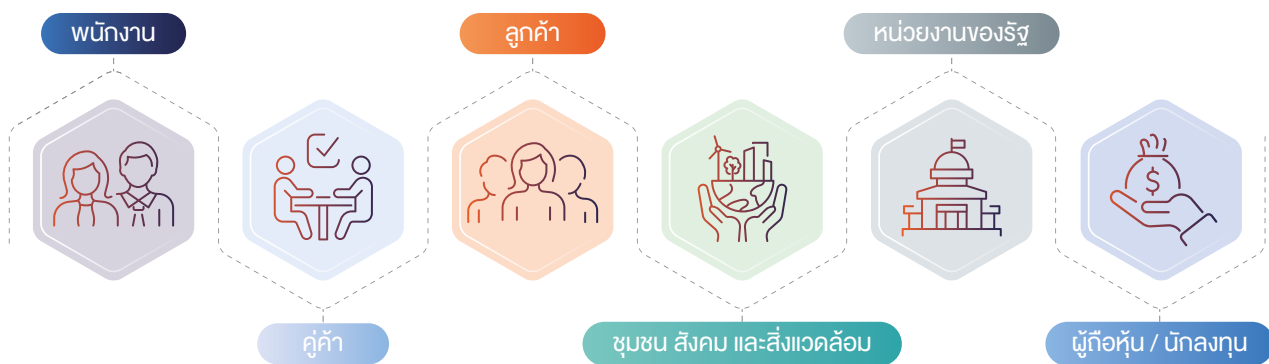 พนักงาน
ลูกค้า
หน่วยงานของรัฐ
$
คู่ค้า
ชุมชน สังคม และสิ่งแวดล้อม
ผู้ถือหุ้น / นักลงทุน